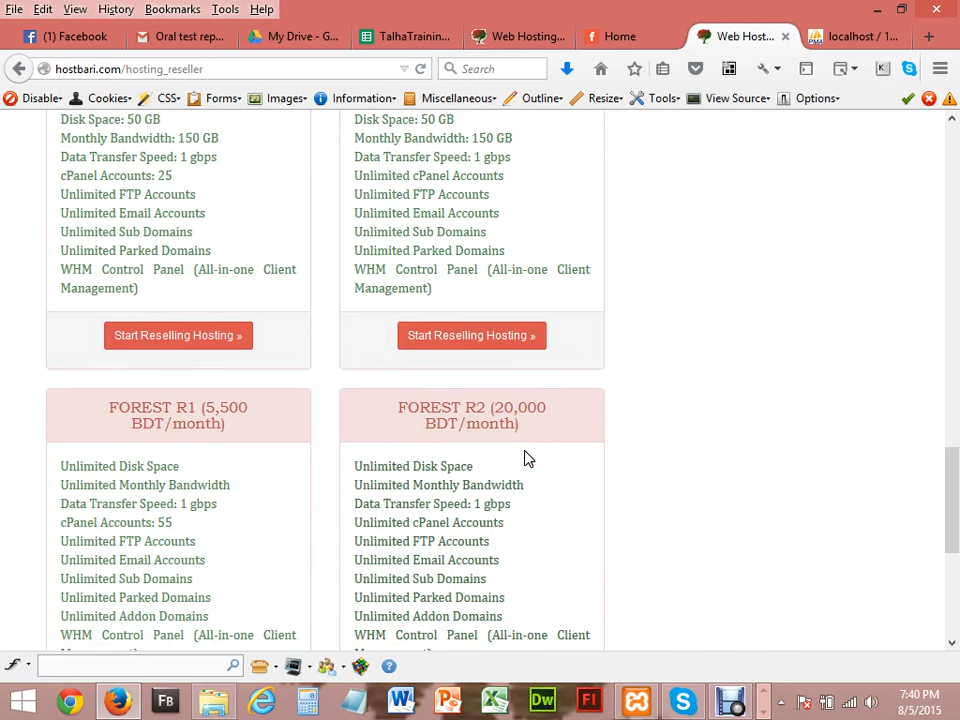 File Edit View History Bookmarks Tools Help
(1) Facebook
Oral test rep...
My Drive - G...
TalhaTrainin...
Web Hosting...
Home
Web Host...
localhost / 1...
hostbari.com/hosting_reseller
Search
Disable Cookies CSS Forms Images Information Miscellaneous Outline Resize Tools View Source Options
Disk Space: 50 GB
Monthly Bandwidth: 150 GB
Data Transfer Speed: 1 gbps
cPanel Accounts: 25
Unlimited FTP Accounts
Unlimited Email Accounts
Unlimited Sub Domains
Unlimited Parked Domains
WHM Control Panel (All-in-one Client
Management)
Start Reselling Hosting »
Disk Space: 50 GB
Monthly Bandwidth: 150 GB
Data Transfer Speed: 1 gbps
Unlimited cPanel Accounts
Unlimited FTP Accounts
Unlimited Email Accounts
Unlimited Sub Domains
Unlimited Parked Domains
WHM Control Panel (All-in-one Client
Management)
Start Reselling Hosting »
FOREST R1 (5,500
BDT/month)
Unlimited Disk Space
Unlimited Monthly Bandwidth
Data Transfer Speed: 1 gbps
cPanel Accounts: 55
Unlimited FTP Accounts
Unlimited Email Accounts
Unlimited Sub Domains
Unlimited Parked Domains
Unlimited Addon Domains
WHM Control Panel (All-in-one Client
FOREST R2 (20,000
BDT/month)
Unlimited Disk Space
Unlimited Monthly Bandwidth
Data Transfer Speed: 1 gbps
Unlimited cPanel Accounts
Unlimited FTP Accounts
Unlimited Email Accounts
Unlimited Sub Domains
Unlimited Parked Domains
Unlimited Addon Domains
WHM Control Panel (All-in-one Client
7:40 PM
8/5/2015